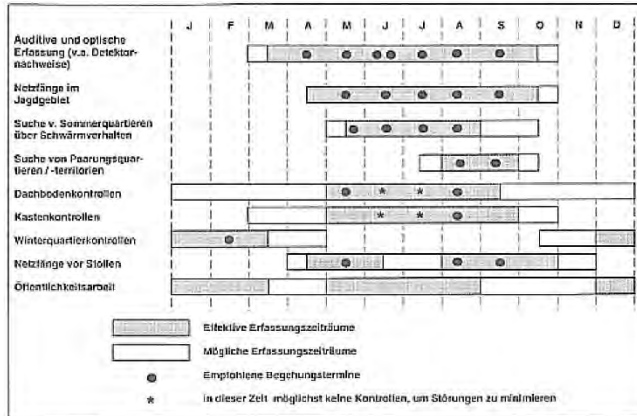 J F M A M J J A S O N D
Auditive und optische
Erfassung (v.a. Detektor-
nachweise)
Netzfänge im
Jagdgebiet
Suche v. Sommerquartieren
über Schwärmverhalten
Suche von Paarungsquar-
tieren / -territorien
Dachbodenkontrollen
Kastenkontrollen
Winterquartierkontrollen
Netzfänge vor Stollen
Öffentlichkeitsarbeit
Effektive Erfassungszeiträume
Mögliche Erfassungszeiträume
Empfohlene Begehungstermine
* in dieser Zeit möglichst keine Kontrollen, um Störungen zu minimieren